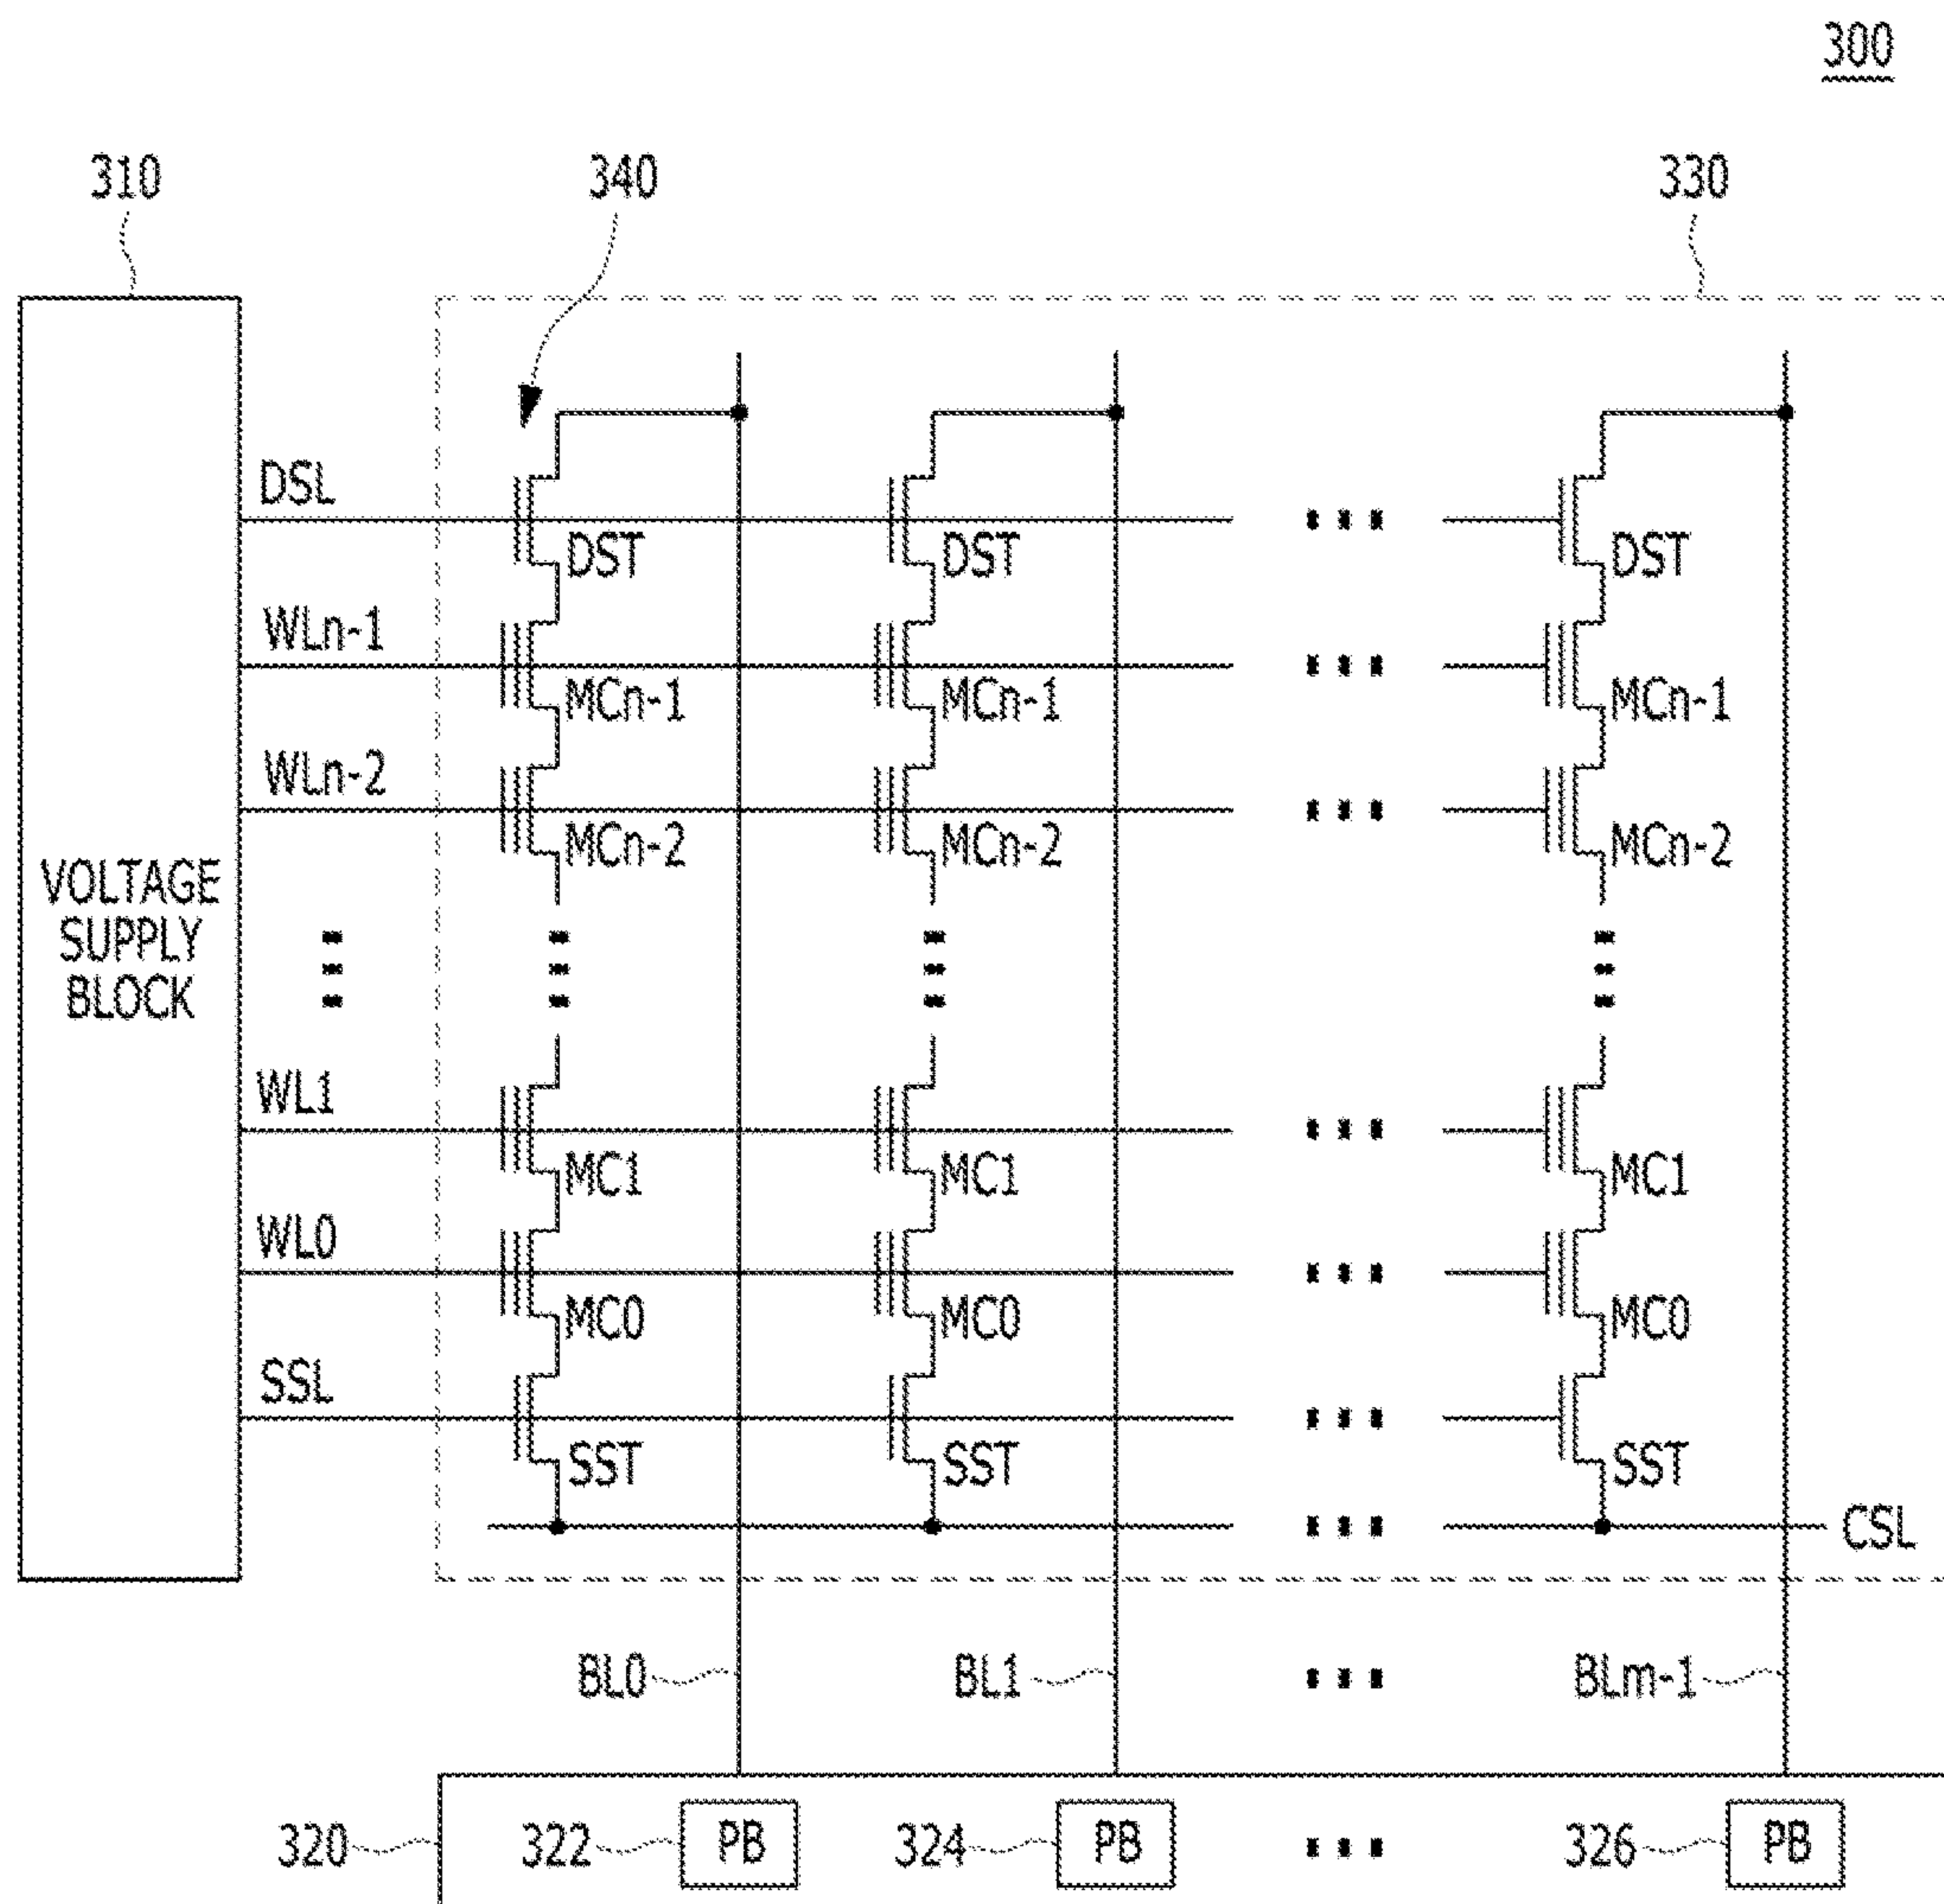 300
310
340
330
DSL
DST DST DST
WLn-1
MCn-1 MCn-1 MCn-1
WLn-2
MCn-2 MCn-2 MCn-2
VOLTAGE
SUPPLY
BLOCK
WL1
MC1 MC1 MC1
WL0
MC0 MC0 MC0
SSL
SST SST SST
CSL
BL0 BL1 BLm-1
320 322 PB 324 PB 326 PB